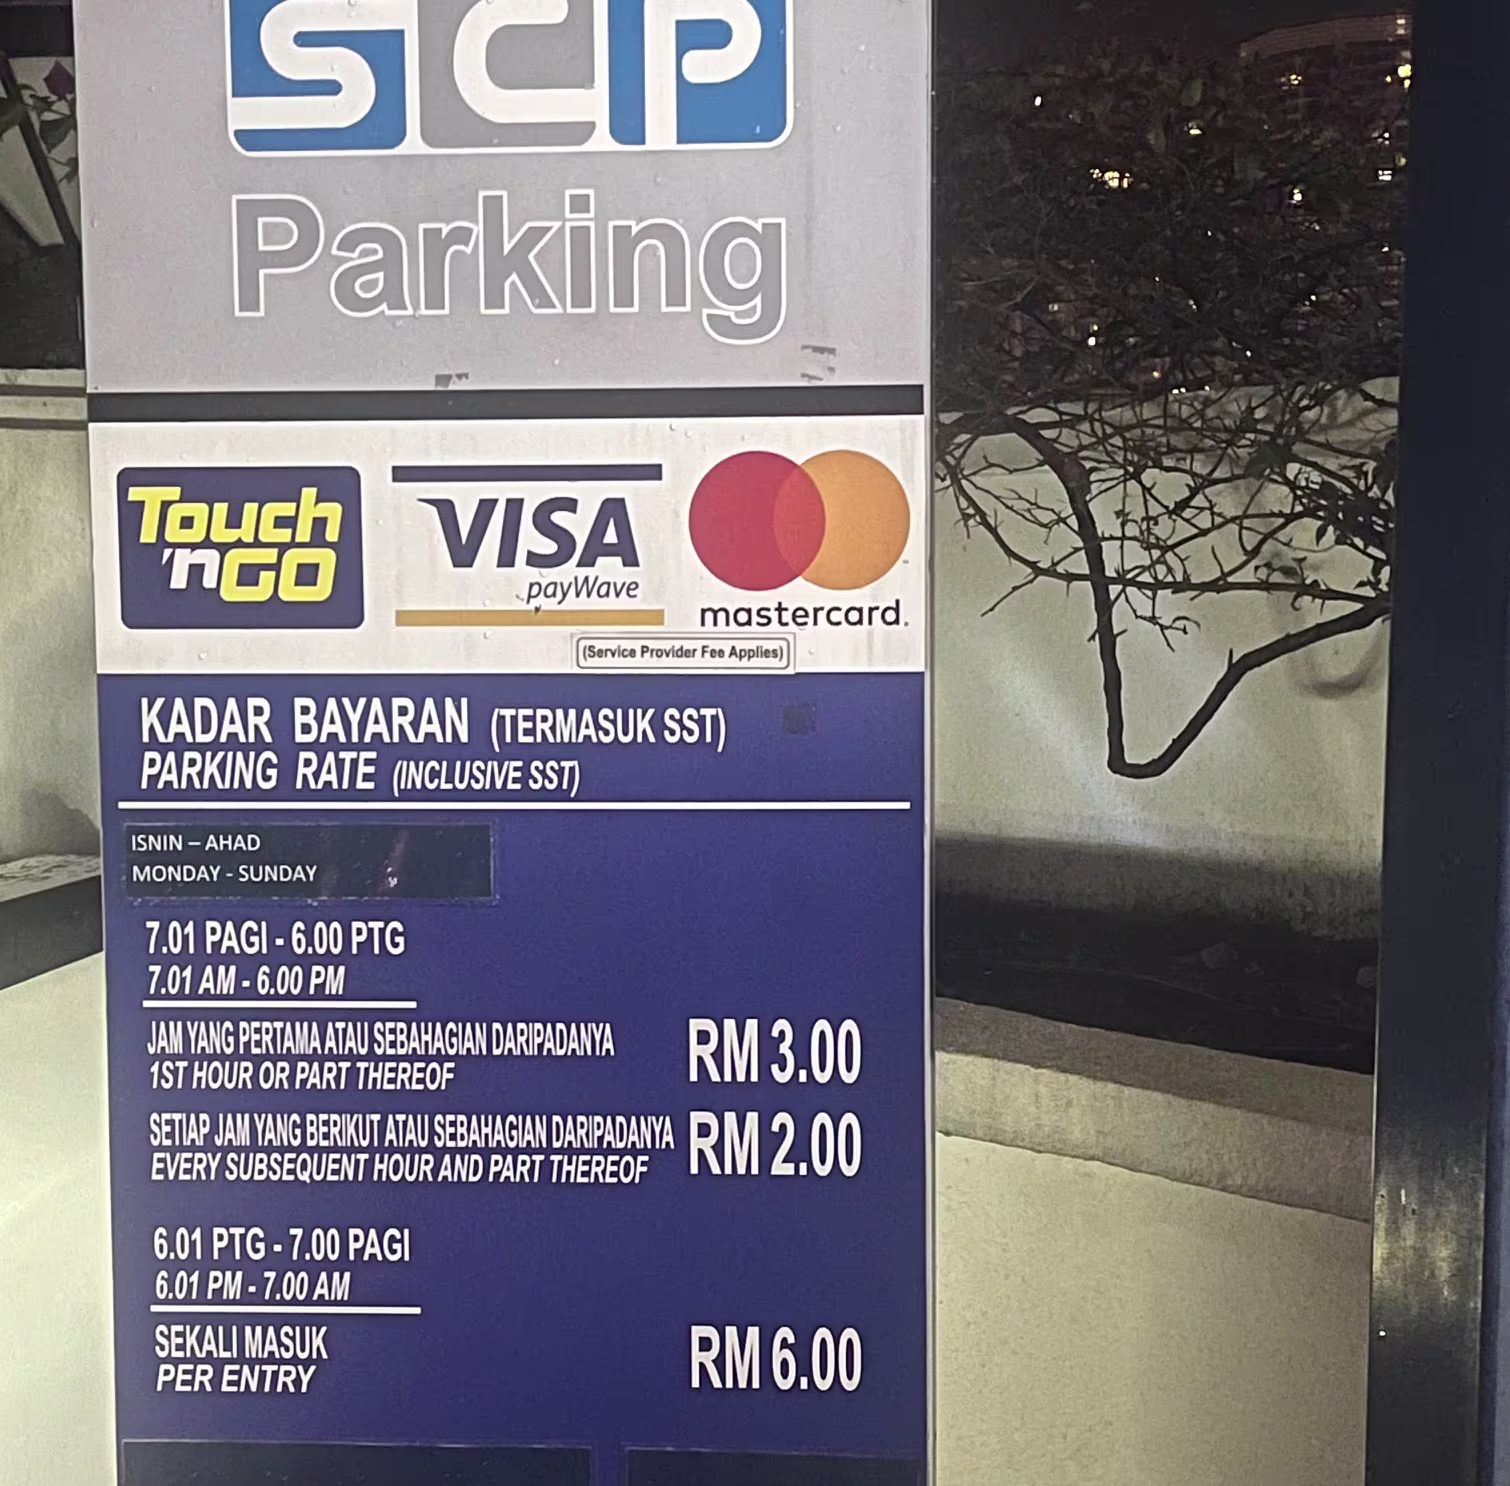 SCP
Parking
Touch
'nGO
VISA
payWave
mastercard.
(Service Provider Fee Applies)
KADAR BAYARAN (TERMASUK SST)
PARKING RATE (INCLUSIVE SST)
ISNIN – AHAD
MONDAY - SUNDAY
7.01 PAGI - 6.00 PTG
7.01 AM - 6.00 PM
JAM YANG PERTAMA ATAU SEBAHAGIAN DARIPADANYA
1ST HOUR OR PART THEREOF
RM 3.00
SETIAP JAM YANG BERIKUT ATAU SEBAHAGIAN DARIPADANYA
EVERY SUBSEQUENT HOUR AND PART THEREOF
RM 2.00
6.01 PTG - 7.00 PAGI
6.01 PM - 7.00 AM
SEKALI MASUK
PER ENTRY
RM 6.00